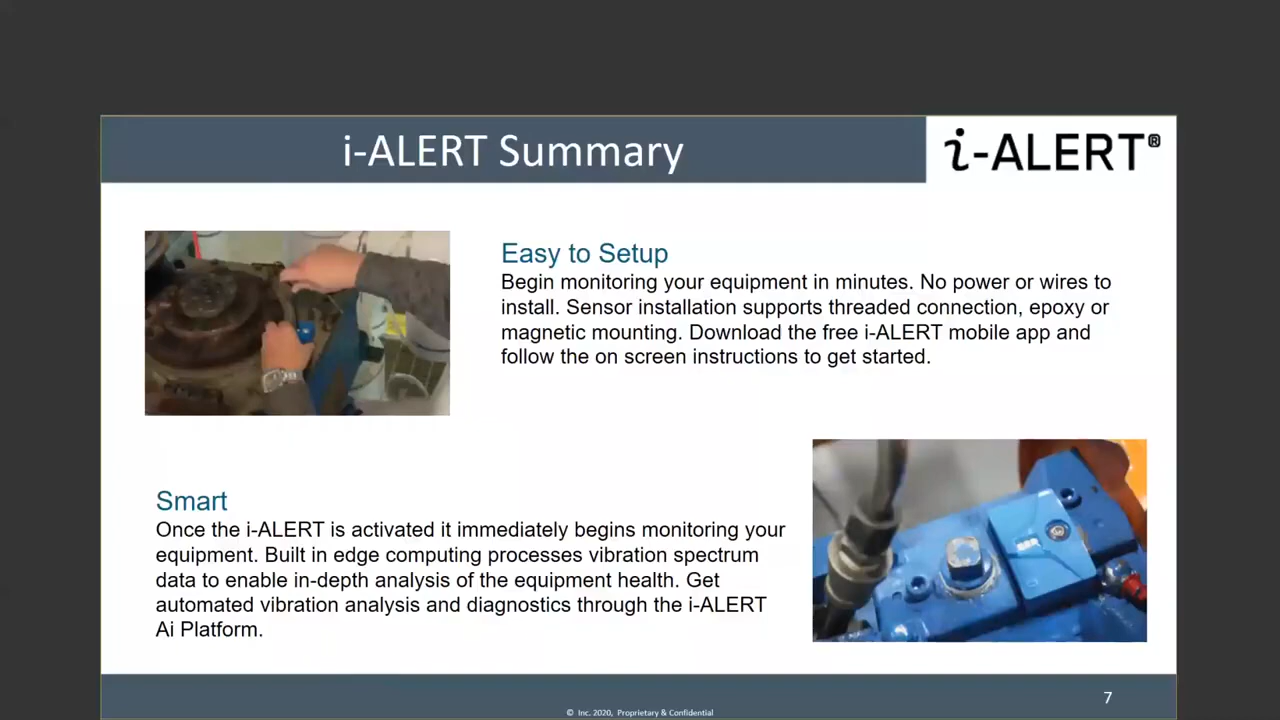 i-ALERT Summary
i-ALERT®
Easy to Setup
Begin monitoring your equipment in minutes. No power or wires to
install. Sensor installation supports threaded connection, epoxy or
magnetic mounting. Download the free i-ALERT mobile app and
follow the on screen instructions to get started.
Smart
Once the i-ALERT is activated it immediately begins monitoring your
equipment. Built in edge computing processes vibration spectrum
data to enable in-depth analysis of the equipment health. Get
automated vibration analysis and diagnostics through the i-ALERT
Ai Platform.
7
© Inc. 2020, Proprietary & Confidential